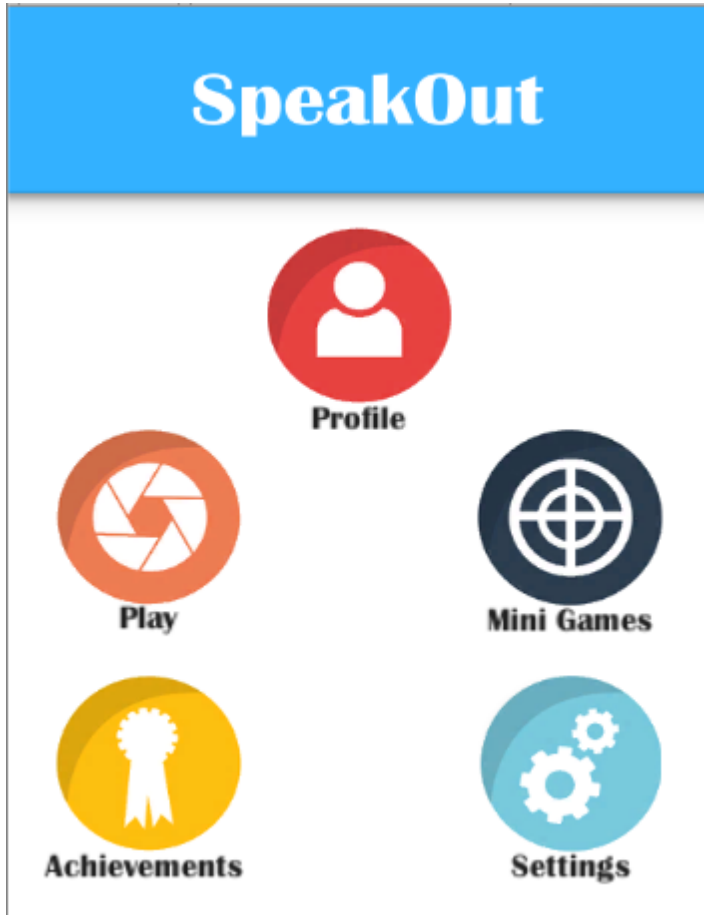 SpeakOut
Profile
Play
Mini Games
Achievements
Settings